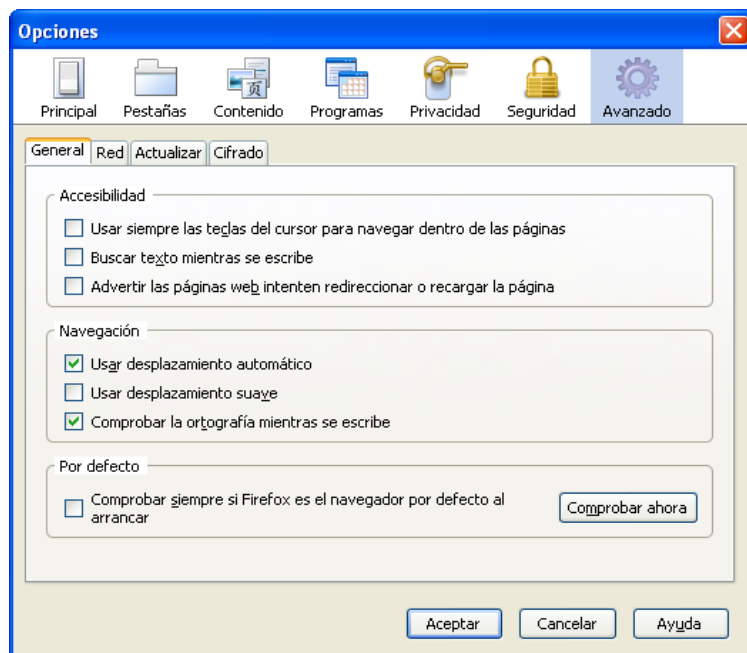 Opciones
Principal Pestañas Contenido Programas Privacidad Seguridad Avanzado
General Red Actualizar Cifrado
Accesibilidad
Usar siempre las teclas del cursor para navegar dentro de las páginas
Buscar texto mientras se escribe
Advertir las páginas web intenten redireccionar o recargar la página
Navegación
Usar desplazamiento automático
Usar desplazamiento suave
Comprobar la ortografía mientras se escribe
Por defecto
Comprobar siempre si Firefox es el navegador por defecto al
arrancar
Comprobar ahora
Aceptar Cancelar Ayuda